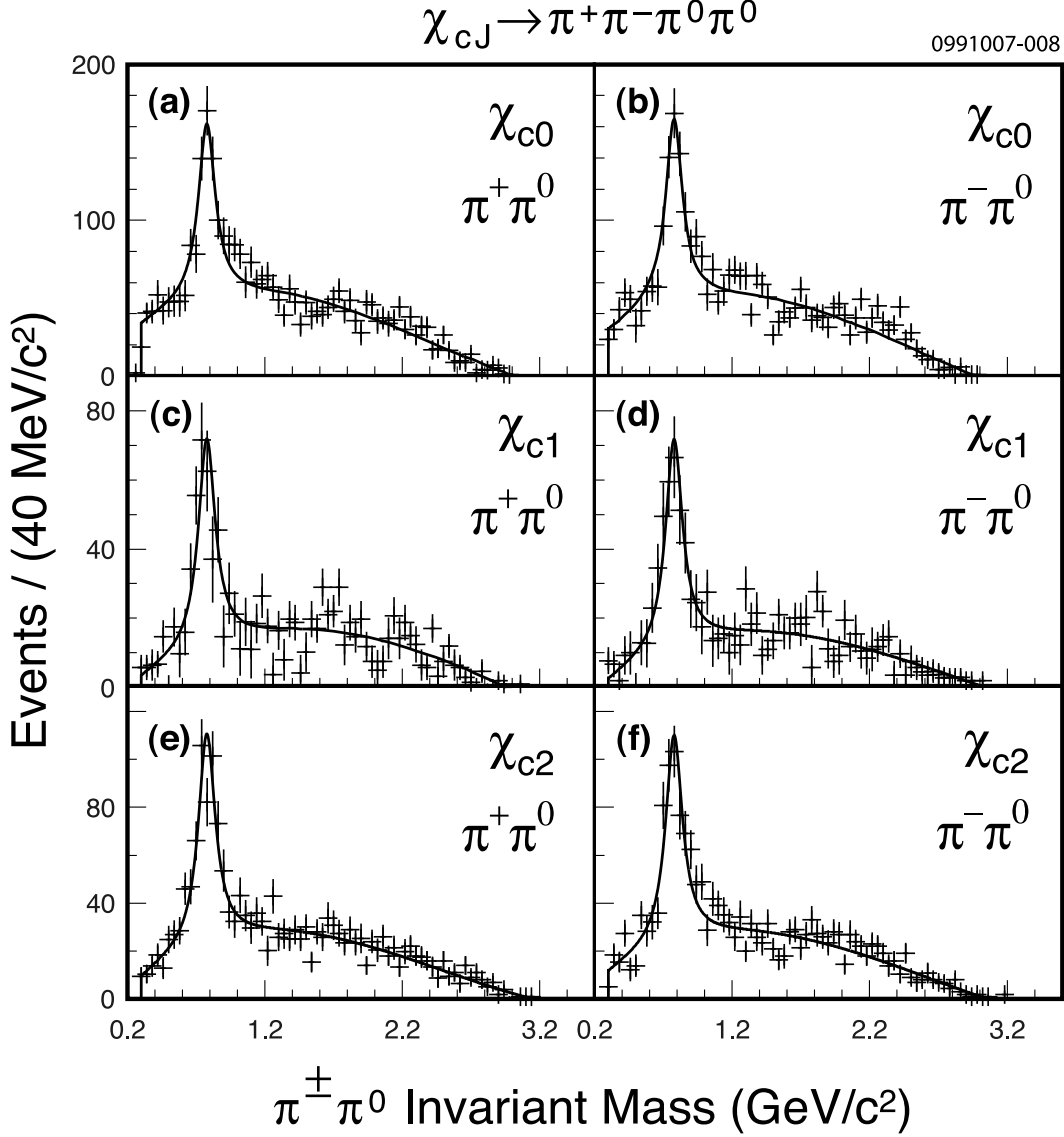 χcJ→π+π−π0π0
0991007-008
200
(a)
χc0
π+π0
(b)
χc0
π−π0
100
0
80
(c)
χc1
π+π0
(d)
χc1
π−π0
40
0
(e)
χc2
π+π0
(f)
χc2
π−π0
80
40
0
0.2 1.2 2.2 3.2 0.2 1.2 2.2 3.2
Events / (40 MeV/c²)
π±π0 Invariant Mass (GeV/c²)